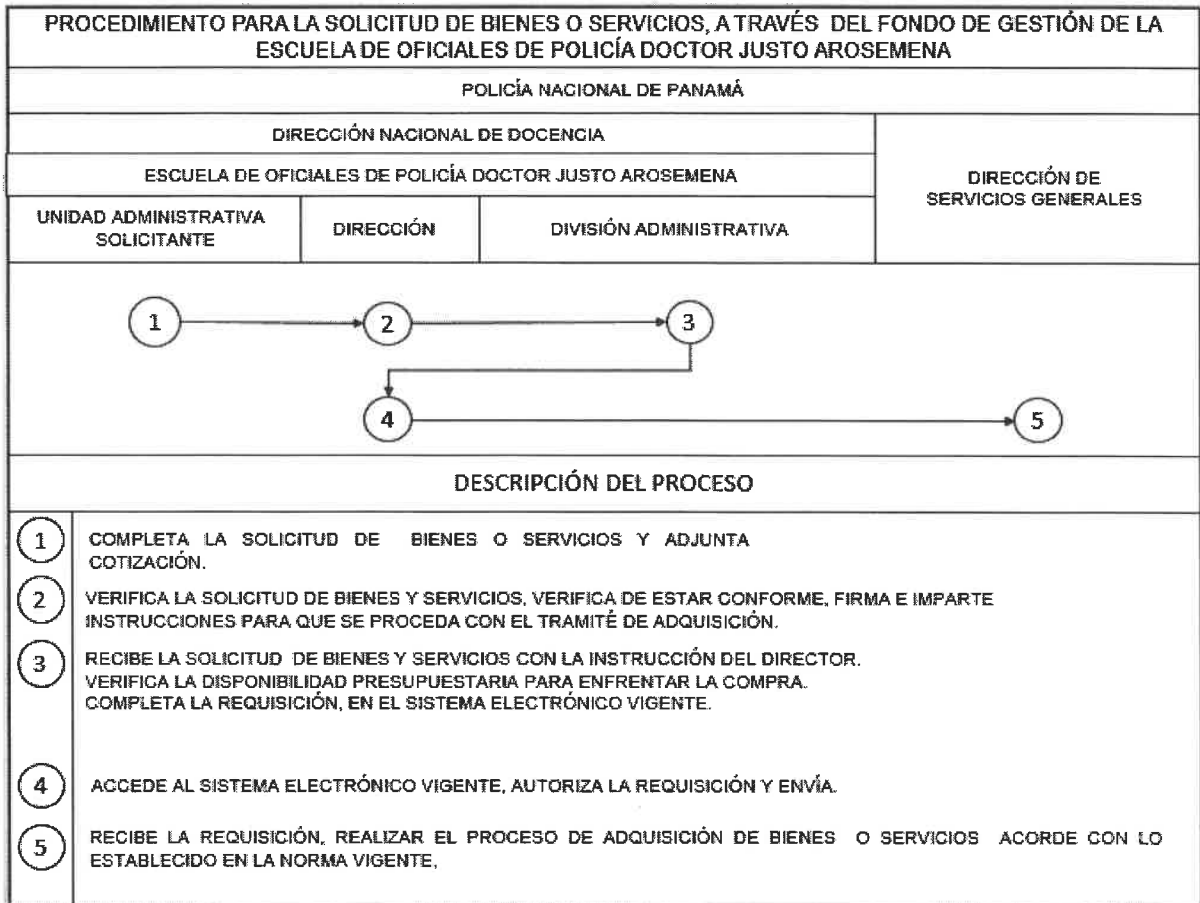 PROCEDIMIENTO PARA LA SOLICITUD DE BIENES O SERVICIOS, A TRAVÉS DEL FONDO DE GESTIÓN DE LA
ESCUELA DE OFICIALES DE POLICÍA DOCTOR JUSTO AROSEMENA
POLICÍA NACIONAL DE PANAMÁ
DIRECCIÓN NACIONAL DE DOCENCIA
ESCUELA DE OFICIALES DE POLICÍA DOCTOR JUSTO AROSEMENA
DIRECCIÓN DE
SERVICIOS GENERALES
UNIDAD ADMINISTRATIVA
SOLICITANTE
DIRECCIÓN
DIVISIÓN ADMINISTRATIVA
1
2
3
4
5
DESCRIPCIÓN DEL PROCESO
1 COMPLETA LA SOLICITUD DE BIENES O SERVICIOS Y ADJUNTA
COTIZACIÓN.
2 VERIFICA LA SOLICITUD DE BIENES Y SERVICIOS, VERIFICA DE ESTAR CONFORME, FIRMA E IMPARTE
INSTRUCCIONES PARA QUE SE PROCEDA CON EL TRAMITÉ DE ADQUISICIÓN.
3 RECIBE LA SOLICITUD DE BIENES Y SERVICIOS CON LA INSTRUCCIÓN DEL DIRECTOR.
VERIFICA LA DISPONIBILIDAD PRESUPUESTARIA PARA ENFRENTAR LA COMPRA.
COMPLETA LA REQUISICIÓN, EN EL SISTEMA ELECTRÓNICO VIGENTE.
4 ACCEDE AL SISTEMA ELECTRÓNICO VIGENTE, AUTORIZA LA REQUISICIÓN Y ENVÍA.
5 RECIBE LA REQUISICIÓN, REALIZAR EL PROCESO DE ADQUISICIÓN DE BIENES O SERVICIOS ACORDE CON LO
ESTABLECIDO EN LA NORMA VIGENTE,